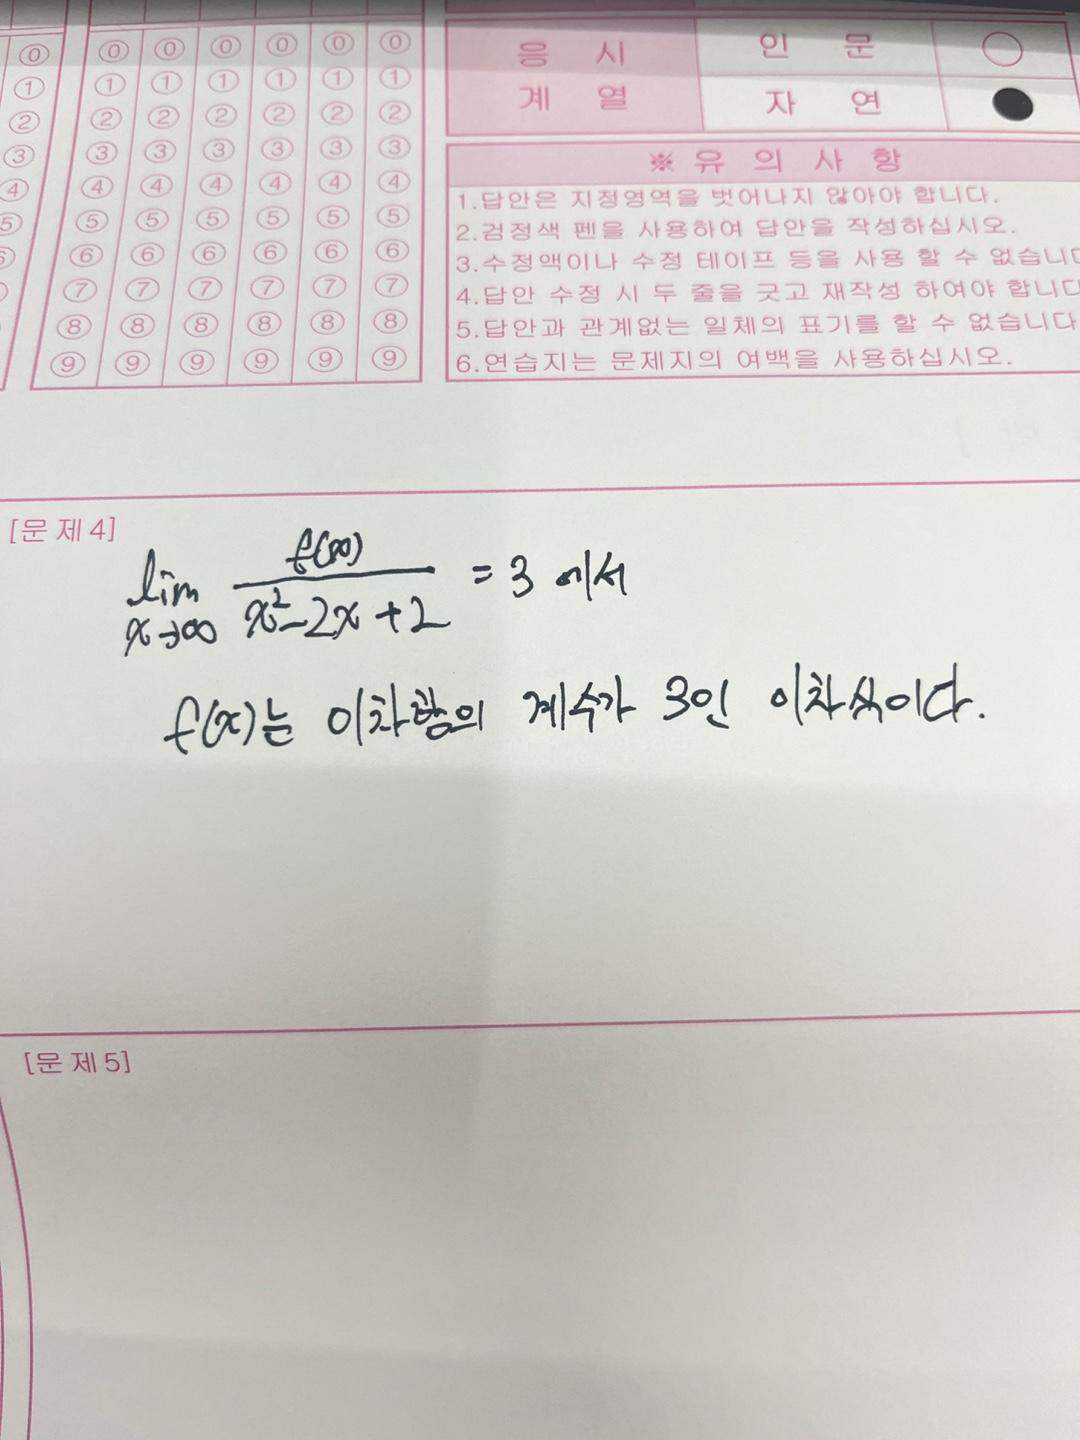 ⓪ ⓪ ⓪ ⓪ ⓪ ⓪ ⓪
① ① ① ① ① ① ①
② ② ② ② ② ② ②
③ ③ ③ ③ ③ ③ ③
④ ④ ④ ④ ④ ④ ④
⑤ ⑤ ⑤ ⑤ ⑤ ⑤ ⑤
⑥ ⑥ ⑥ ⑥ ⑥ ⑥ ⑥
⑦ ⑦ ⑦ ⑦ ⑦ ⑦
⑧ ⑧ ⑧ ⑧ ⑧ ⑧
⑨ ⑨ ⑨ ⑨ ⑨ ⑨
응 시 인 문
계 열 자 연
※ 유 의 사 항
1.답안은 지정영역을 벗어나지 않아야 합니다.
2.검정색 펜을 사용하여 답안을 작성하십시오.
3.수정액이나 수정 테이프 등을 사용 할 수 없습니다
4.답안 수정 시 두 줄을 긋고 재작성 하여야 합니다
5.답안과 관계없는 일체의 표기를 할 수 없습니다
6.연습지는 문제지의 여백을 사용하십시오.
[문 제 4]
lim x→∞ f(x)/(x²-2x+2) = 3 에서
f(x)는 이차항의 계수가 3인 이차식이다.
[문 제 5]